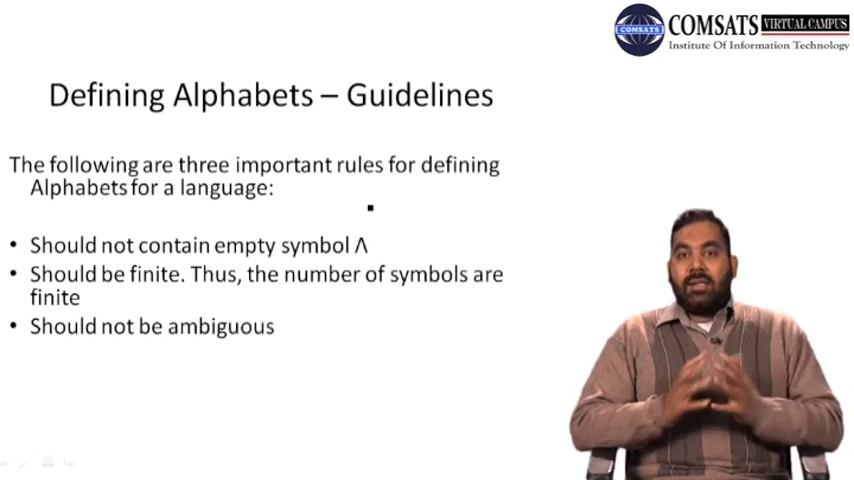 COMSATS VIRTUAL CAMPUS
COMSATS
Institute Of Information Technology
Defining Alphabets – Guidelines
The following are three important rules for defining
Alphabets for a language:
• Should not contain empty symbol Λ
• Should be finite. Thus, the number of symbols are
finite
• Should not be ambiguous